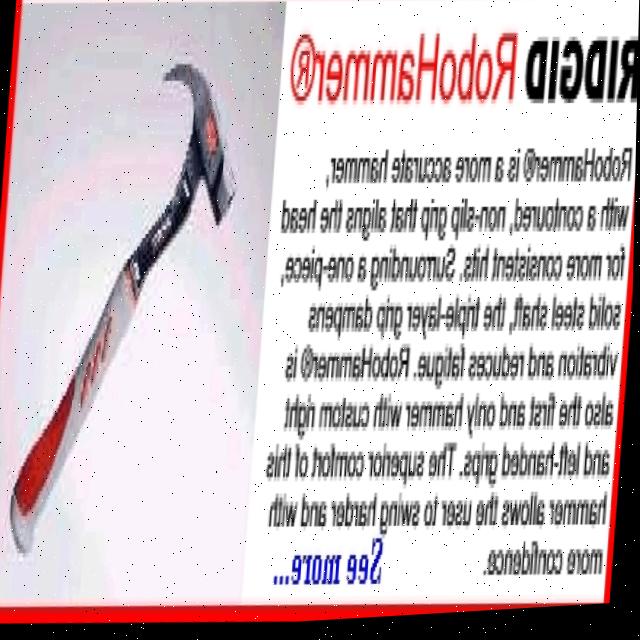 RIDGID RoboHammer®
RoboHammer® is a more accurate hammer,
with a contoured, non-slip grip that aligns the head
for more consistent hits. Surrounding a one-piece,
solid steel shaft, the triple-layer grip dampens
vibration and reduces fatigue. RoboHammer® is
also the first and only hammer with custom right
and left-handed grips. The superior comfort of this
hammer allows the user to swing harder and with
more confidence.
See more...